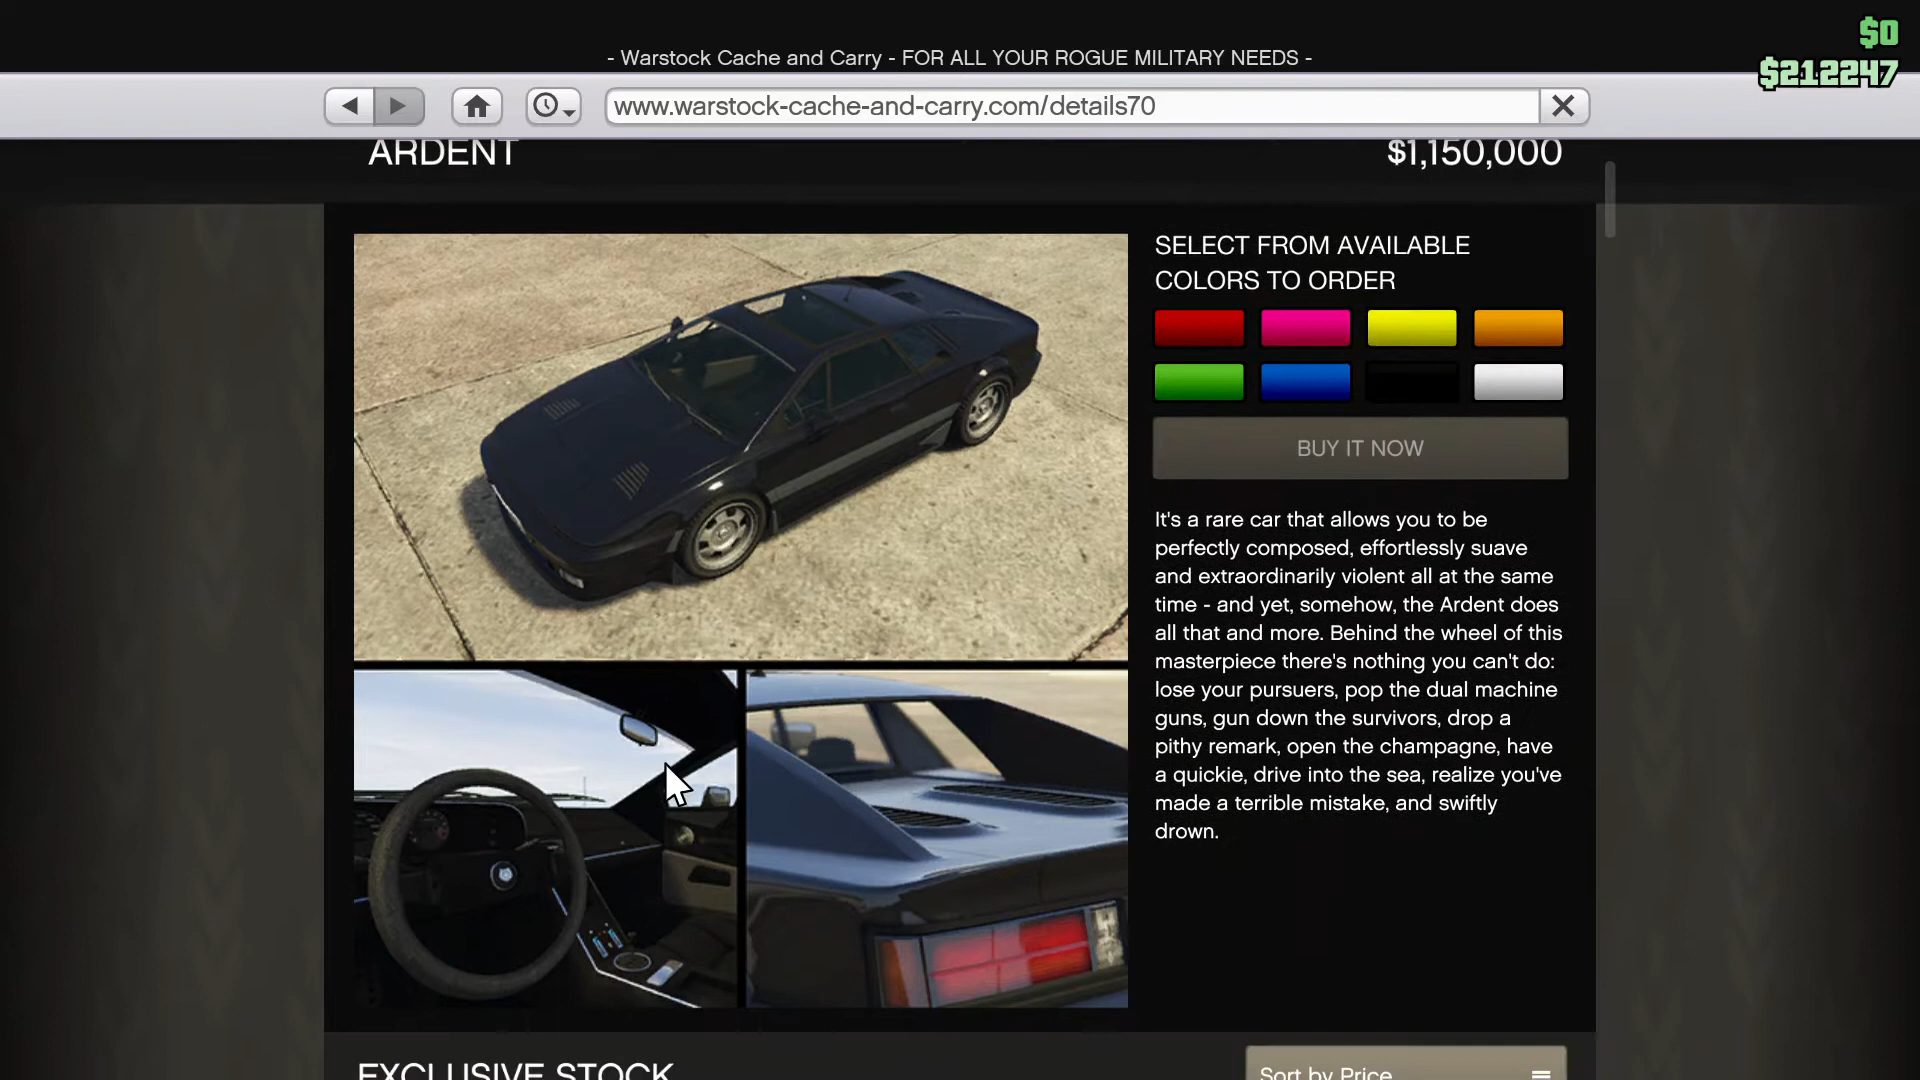 $0
- Warstock Cache and Carry - FOR ALL YOUR ROGUE MILITARY NEEDS -
$212247
www.warstock-cache-and-carry.com/details70
ARDENT
$1,150,000
SELECT FROM AVAILABLE
COLORS TO ORDER
BUY IT NOW
It's a rare car that allows you to be
perfectly composed, effortlessly suave
and extraordinarily violent all at the same
time - and yet, somehow, the Ardent does
all that and more. Behind the wheel of this
masterpiece there's nothing you can't do:
lose your pursuers, pop the dual machine
guns, gun down the survivors, drop a
pithy remark, open the champagne, have
a quickie, drive into the sea, realize you've
made a terrible mistake, and swiftly
drown.
EXCLUSIVE STOCK
Sort by Price